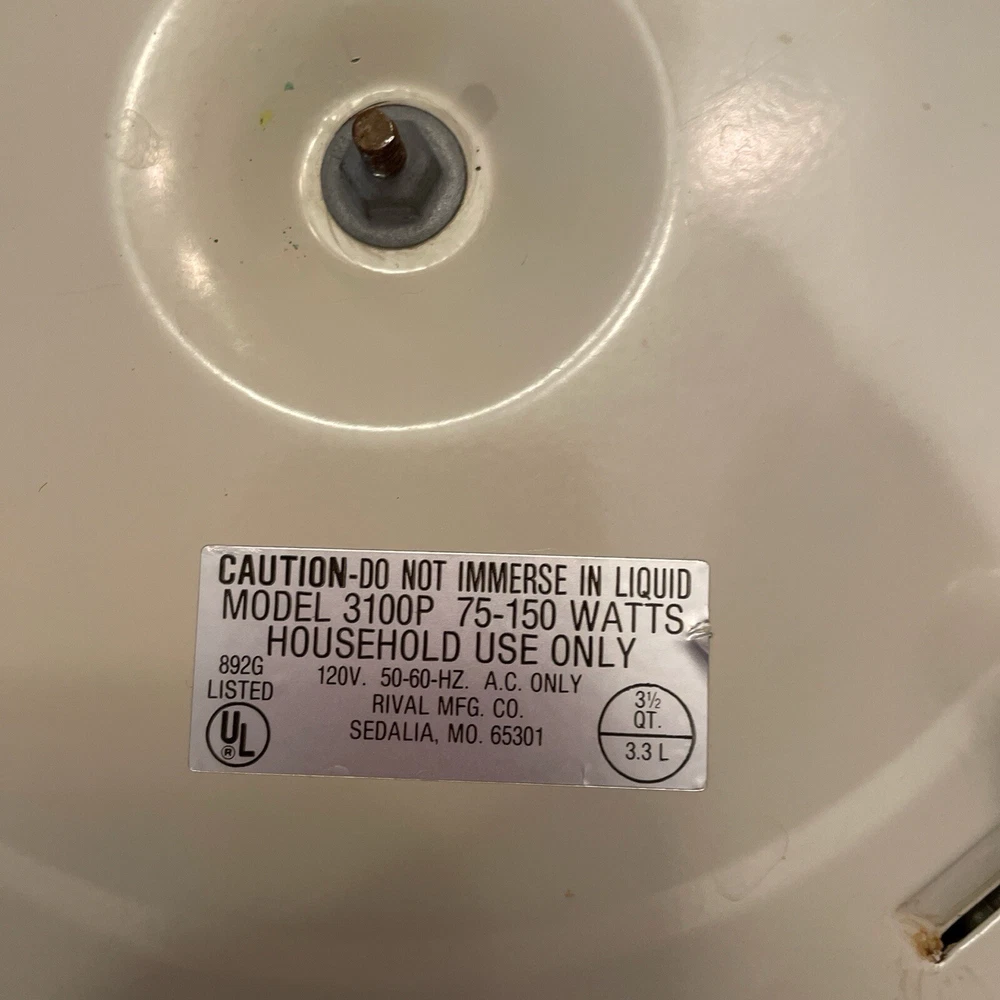 CAUTION-DO NOT IMMERSE IN LIQUID
MODEL 3100P 75-150 WATTS
HOUSEHOLD USE ONLY
892G
LISTED
UL
®
120V. 50-60-HZ. A.C. ONLY
RIVAL MFG. CO.
SEDALIA, MO. 65301
3½
QT.
3.3 L